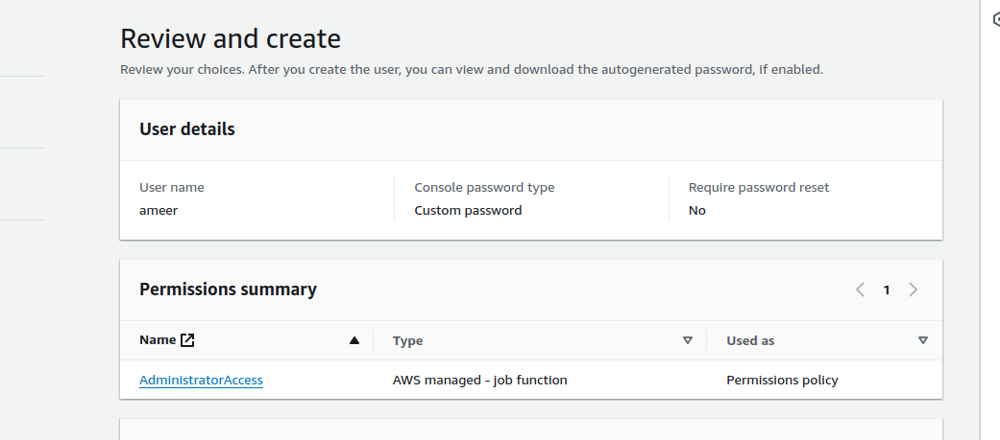 Review and create
Review your choices. After you create the user, you can view and download the autogenerated password, if enabled.
User details
User name
ameer
Console password type
Custom password
Require password reset
No
Permissions summary
1
Name
Type
Used as
AdministratorAccess
AWS managed - job function
Permissions policy